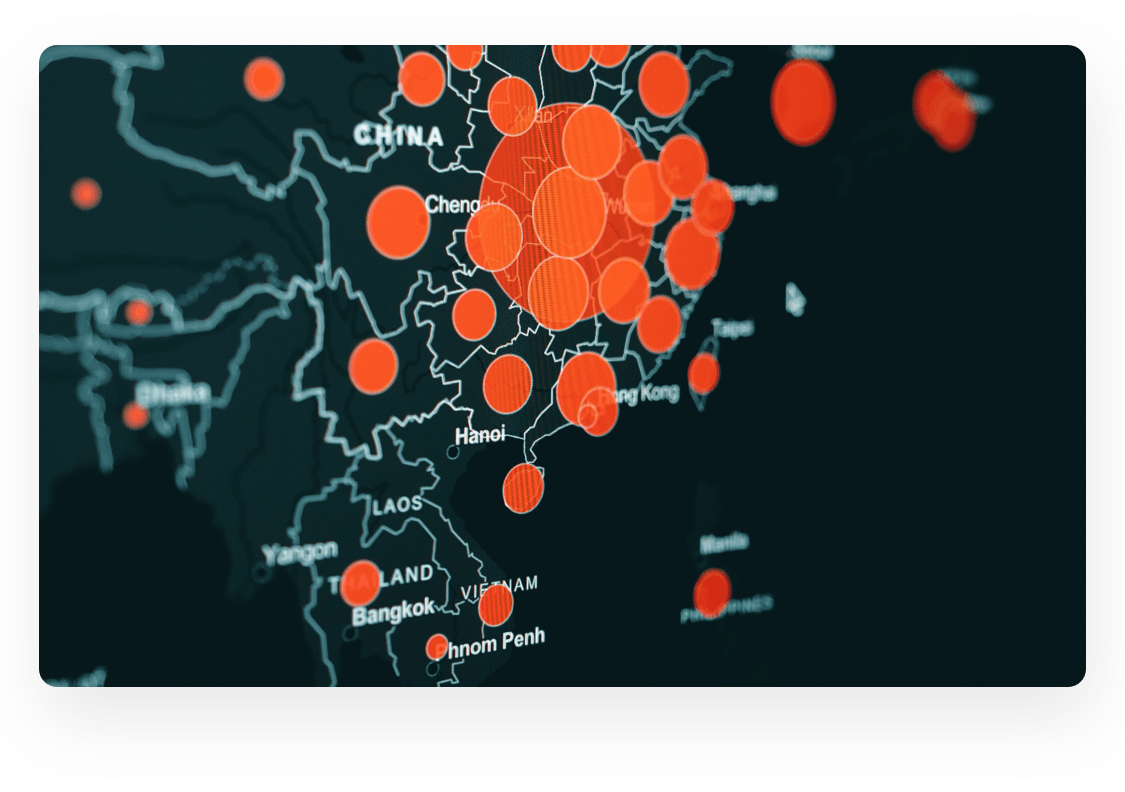 Seoul
Xi'an
CHINA
Shanghai
Wuhan
Taipei
Dhaka
Hong Kong
Hanoi
LAOS
Manila
Yangon
THAILAND
VIETNAM
PHILIPPINES
Bangkok
Phnom Penh